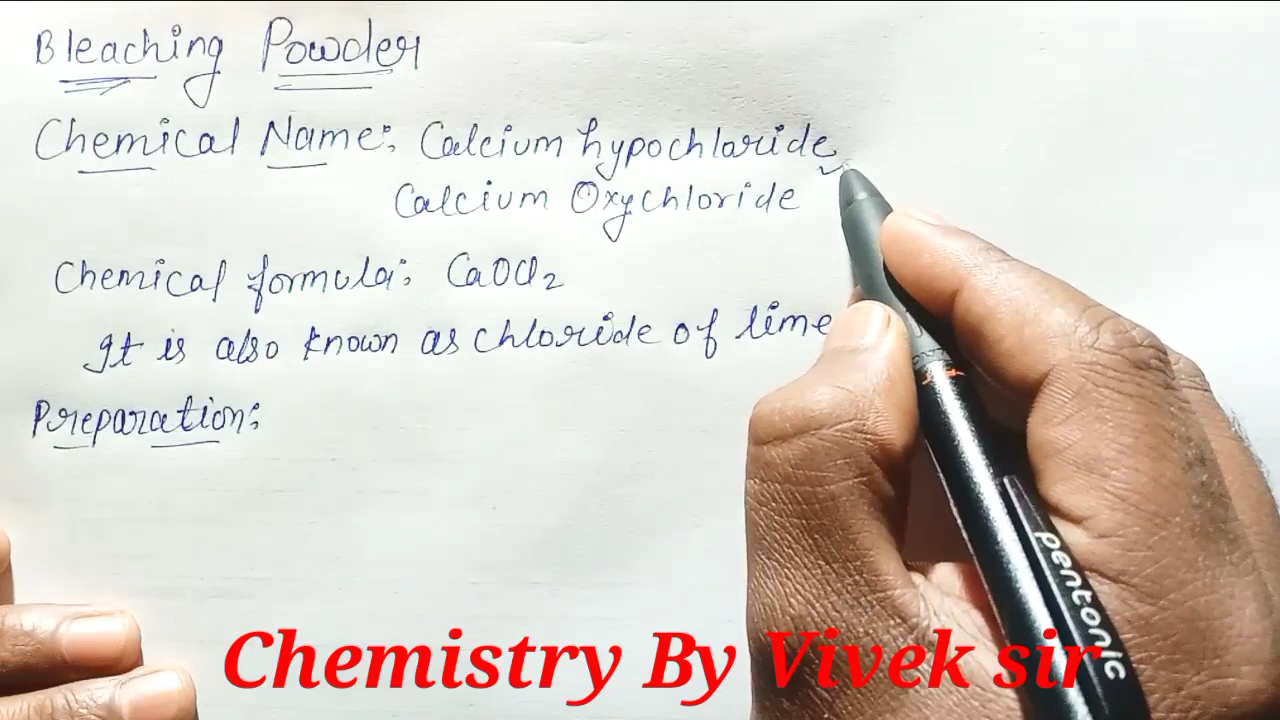 Bleaching Powder
Chemical Name: Calcium hypochloride
Calcium Oxychloride
Chemical formula: CaOCl2
It is also known as chloride of lime
Preparation:
pentonic
Chemistry By Vivek sir